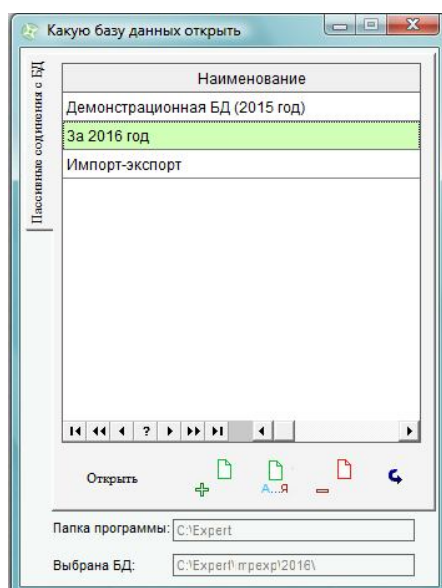 Какую базу данных открыть
Пассивные содинения с БД
Наименование
Демонстрационная БД (2015 год)
За 2016 год
Импорт-экспорт
?
Открыть
А...Я
Папка программы: C:\Expert
Выбрана БД: C:\Expert\mpexp\2016\